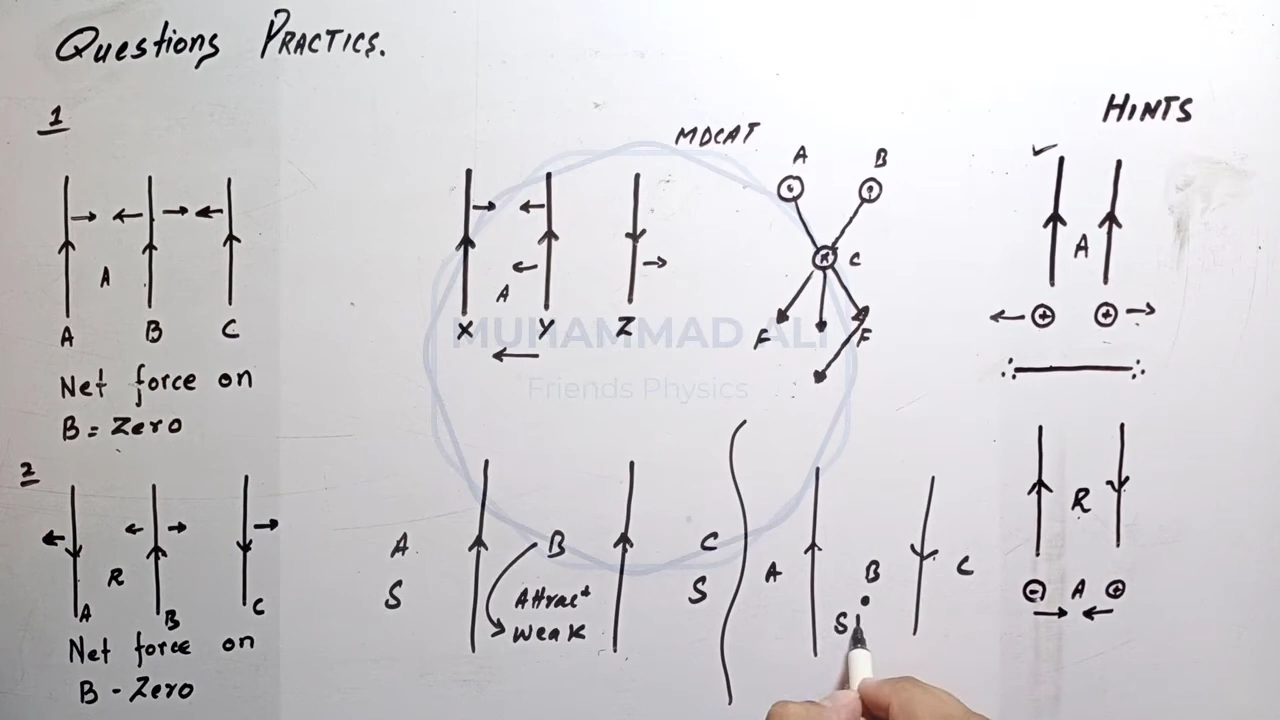 Questions PRACTICS.
HINTS
1
MDCAT
A B
C
F F
A
A B C
Net force on
B = Zero
A
X Y Z
MUHAMMAD ALI
Friends Physics
A
+ +
2
R
A B C
Net force on
B - Zero
A B C
S S
Attract
Weak
A B C
S
R
- A +